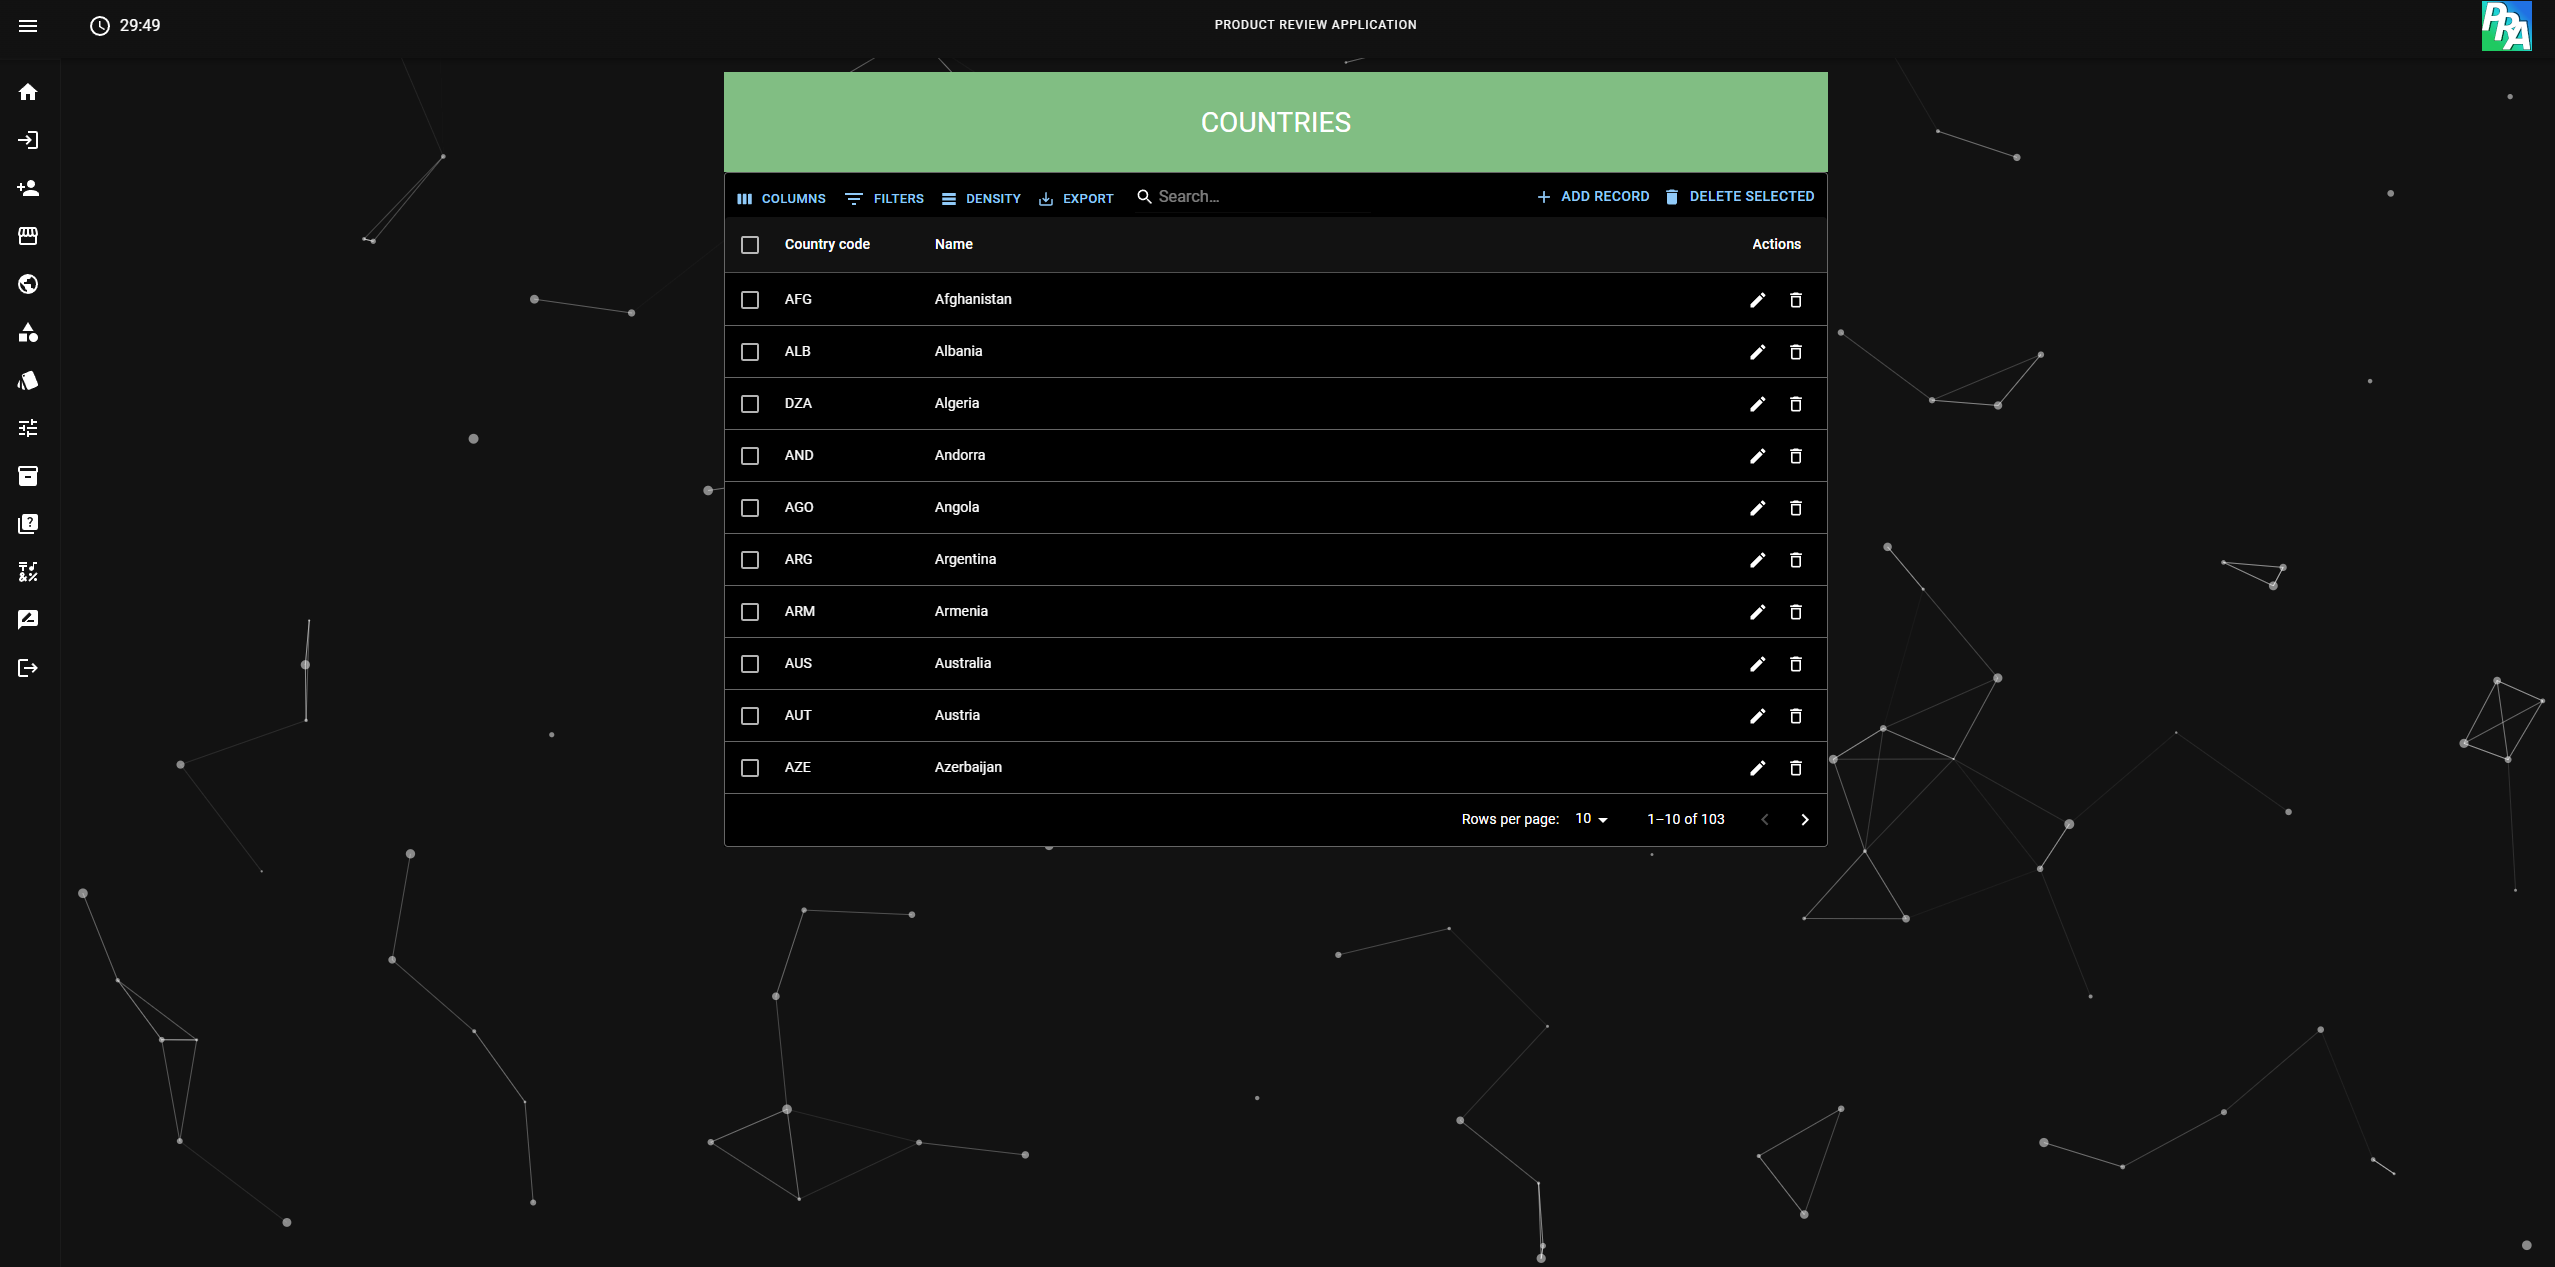 29:49
PRODUCT REVIEW APPLICATION
PRA
COUNTRIES
COLUMNS FILTERS DENSITY EXPORT Search... ADD RECORD DELETE SELECTED
Country code Name Actions
AFG Afghanistan
ALB Albania
DZA Algeria
AND Andorra
AGO Angola
ARG Argentina
ARM Armenia
AUS Australia
AUT Austria
AZE Azerbaijan
Rows per page: 10 1–10 of 103